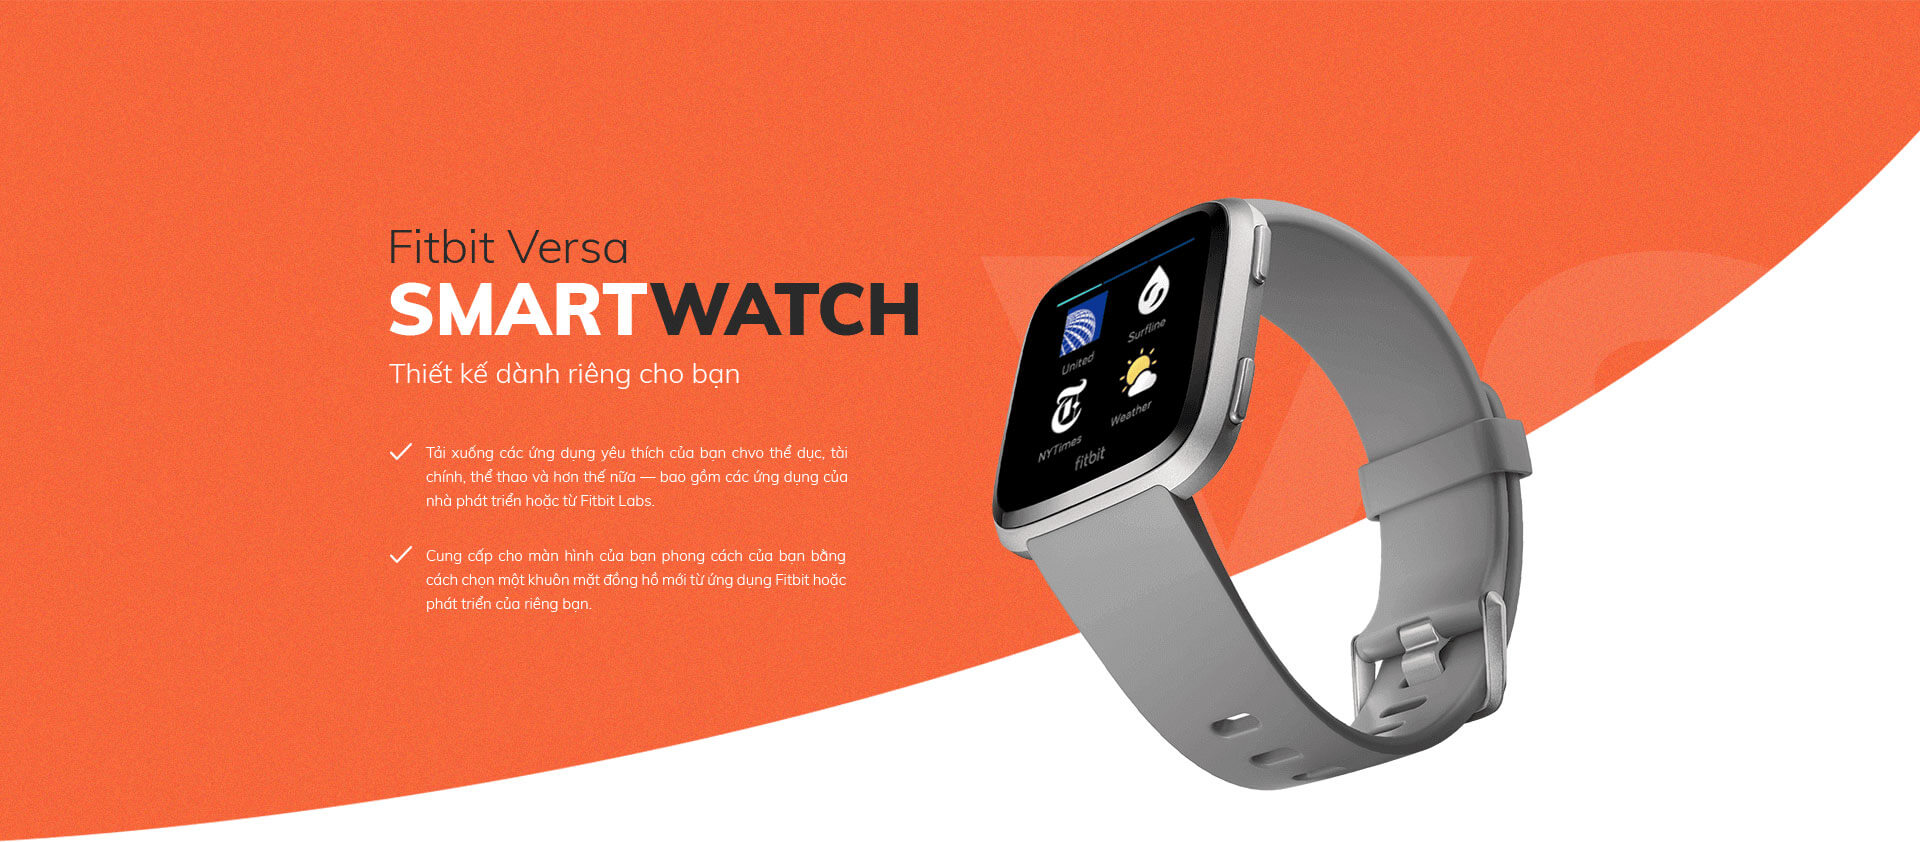 Fitbit Versa
SMARTWATCH
Thiết kế dành riêng cho bạn
Tải xuống các ứng dụng yêu thích của bạn chvo thể dục, tài
chính, thể thao và hơn thế nữa — bao gồm các ứng dụng của
nhà phát triển hoặc từ Fitbit Labs.
Cung cấp cho màn hình của bạn phong cách của bạn bằng
cách chọn một khuôn mặt đồng hồ mới từ ứng dụng Fitbit hoặc
phát triển của riêng bạn.
United
Surfline
NYTimes
Weather
fitbit